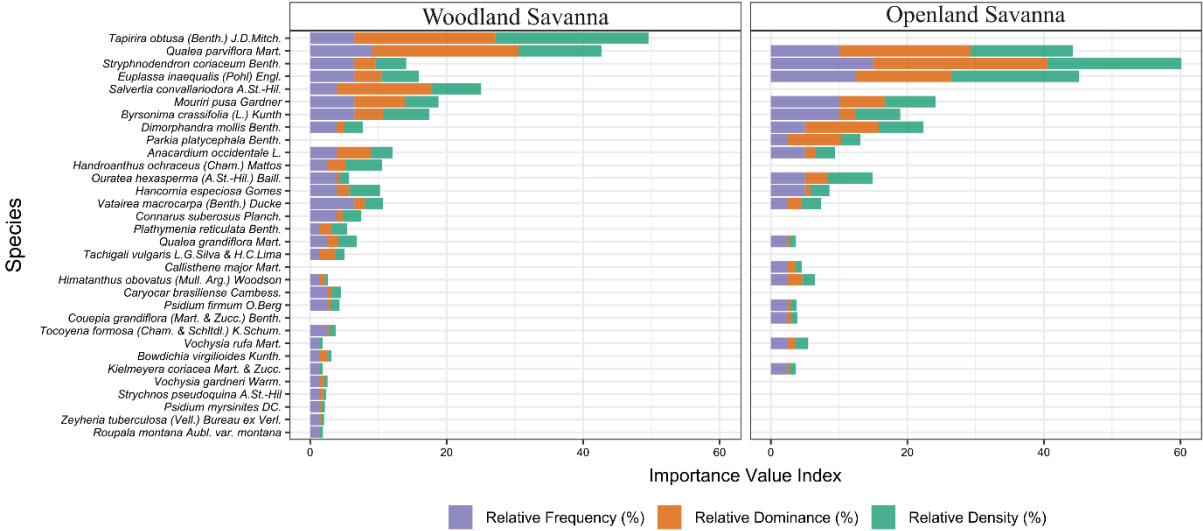 Woodland Savanna
Openland Savanna
Species
Tapirira obtusa (Benth.) J.D.Mitch.
Qualea parviflora Mart.
Stryphnodendron coriaceum Benth.
Euplassa inaequalis (Pohl) Engl.
Salvertia convallariodora A.St.-Hil.
Mouriri pusa Gardner
Byrsonima crassifolia (L.) Kunth
Dimorphandra mollis Benth.
Parkia platycephala Benth.
Anacardium occidentale L.
Handroanthus ochraceus (Cham.) Mattos
Ouratea hexasperma (A.St.-Hil.) Baill.
Hancornia especiosa Gomes
Vatairea macrocarpa (Benth.) Ducke
Connarus suberosus Planch.
Plathymenia reticulata Benth.
Qualea grandiflora Mart.
Tachigali vulgaris L.G.Silva & H.C.Lima
Callisthene major Mart.
Himatanthus obovatus (Mull. Arg.) Woodson
Caryocar brasiliense Cambess.
Psidium firmum O.Berg
Couepia grandiflora (Mart. & Zucc.) Benth.
Tocoyena formosa (Cham. & Schltdl.) K.Schum.
Vochysia rufa Mart.
Bowdichia virgilioides Kunth.
Kielmeyera coriacea Mart. & Zucc.
Vochysia gardneri Warm.
Strychnos pseudoquina A.St.-Hil
Psidium myrsinites DC.
Zeyheria tuberculosa (Vell.) Bureau ex Verl.
Roupala montana Aubl. var. montana
0 20 40 60 0 20 40 60
Importance Value Index
Relative Frequency (%) Relative Dominance (%) Relative Density (%)